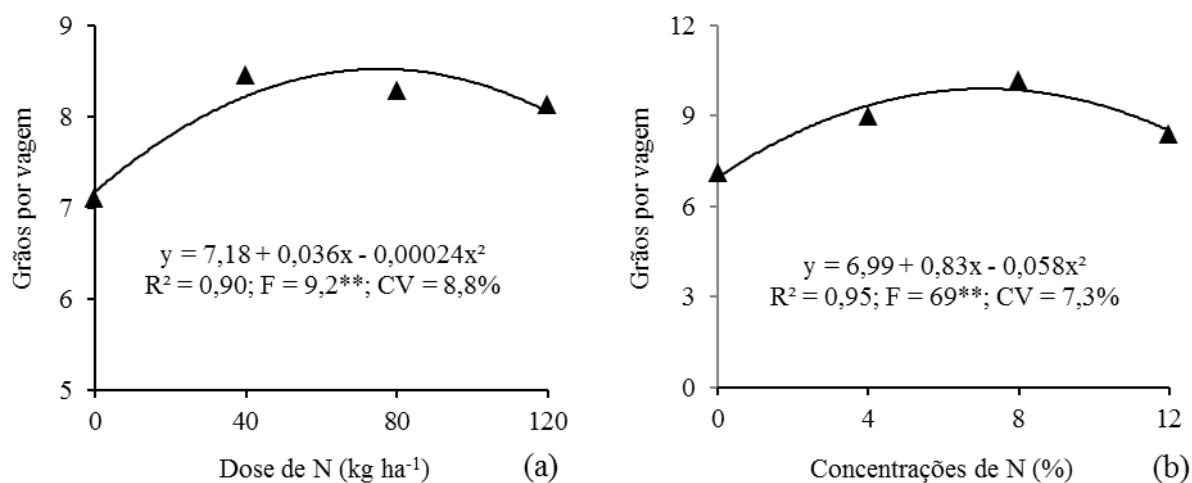 9
8
7
6
5
Grãos por vagem
y = 7,18 + 0,036x - 0,00024x²
R² = 0,90; F = 9,2**; CV = 8,8%
0 40 80 120
Dose de N (kg ha⁻¹) (a)
12
9
6
3
0
Grãos por vagem
y = 6,99 + 0,83x - 0,058x²
R² = 0,95; F = 69**; CV = 7,3%
0 4 8 12
Concentrações de N (%) (b)